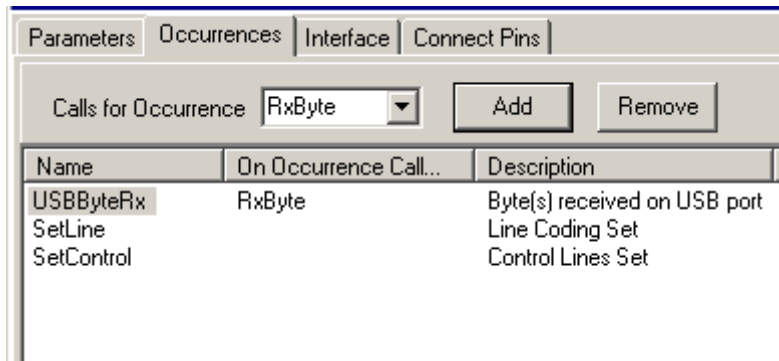 Parameters Occurrences Interface Connect Pins
Calls for Occurrence RxByte Add Remove
Name On Occurrence Call... Description
USBByteRx RxByte Byte(s) received on USB port
SetLine Line Coding Set
SetControl Control Lines Set